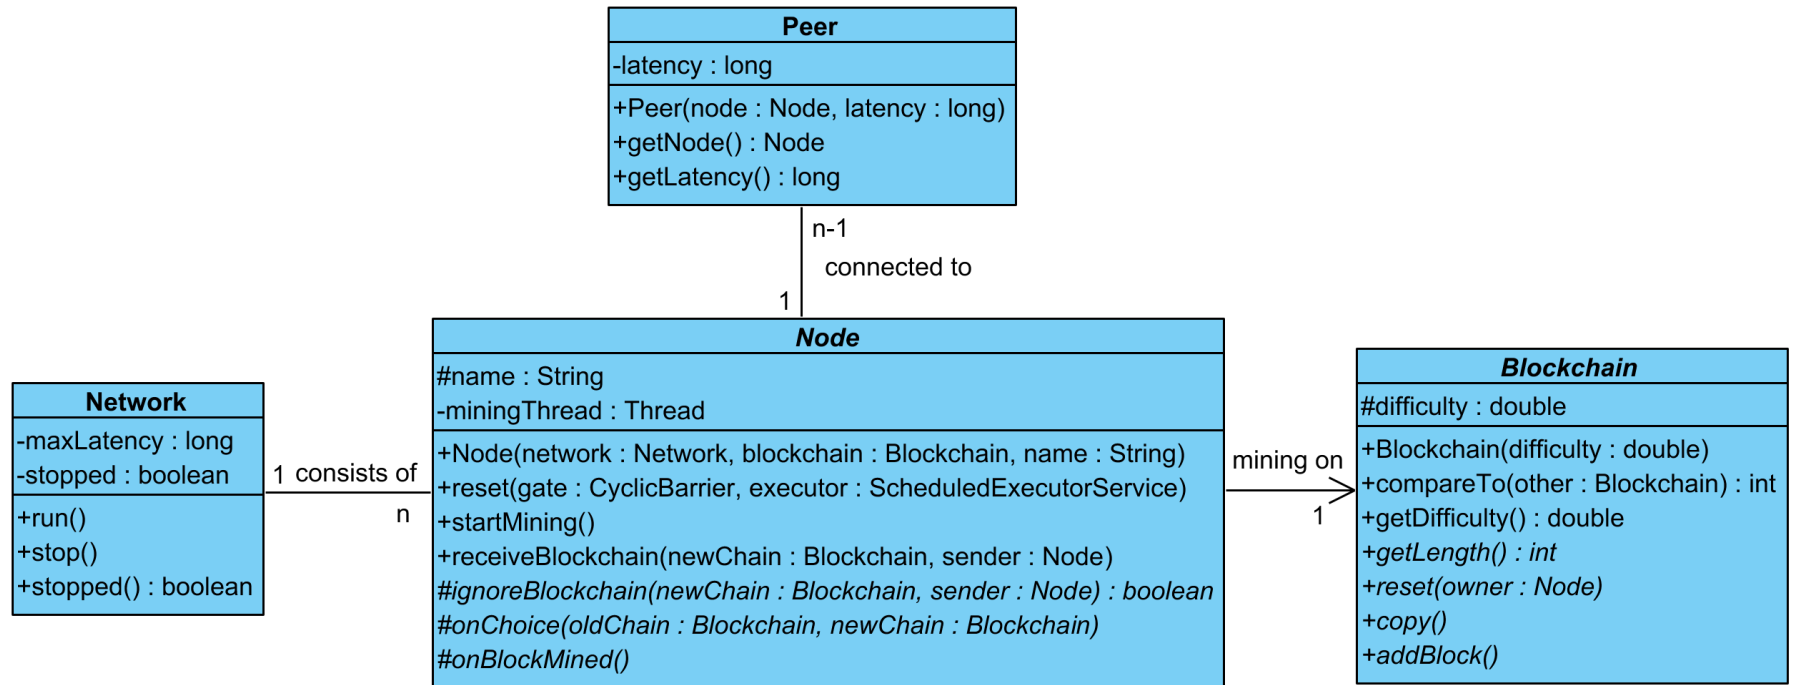 Peer
-latency : long
+Peer(node : Node, latency : long)
+getNode() : Node
+getLatency() : long
n-1
connected to
1
Node
#name : String
-miningThread : Thread
+Node(network : Network, blockchain : Blockchain, name : String)
+reset(gate : CyclicBarrier, executor : ScheduledExecutorService)
+startMining()
+receiveBlockchain(newChain : Blockchain, sender : Node)
#ignoreBlockchain(newChain : Blockchain, sender : Node) : boolean
#onChoice(oldChain : Blockchain, newChain : Blockchain)
#onBlockMined()
Network
-maxLatency : long
-stopped : boolean
+run()
+stop()
+stopped() : boolean
1 consists of
n
mining on
1
Blockchain
#difficulty : double
+Blockchain(difficulty : double)
+compareTo(other : Blockchain) : int
+getDifficulty() : double
+getLength() : int
+reset(owner : Node)
+copy()
+addBlock()